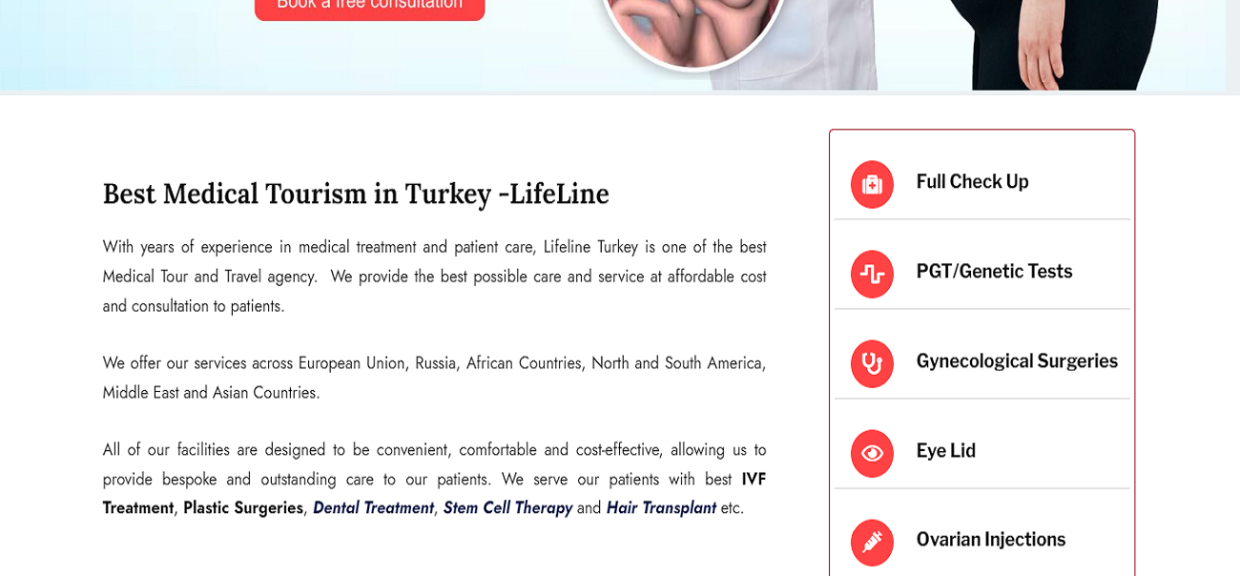 Book a free consultation
Best Medical Tourism in Turkey -LifeLine
With years of experience in medical treatment and patient care, Lifeline Turkey is one of the best
Medical Tour and Travel agency. We provide the best possible care and service at affordable cost
and consultation to patients.
We offer our services across European Union, Russia, African Countries, North and South America,
Middle East and Asian Countries.
All of our facilities are designed to be convenient, comfortable and cost-effective, allowing us to
provide bespoke and outstanding care to our patients. We serve our patients with best IVF
Treatment, Plastic Surgeries, Dental Treatment, Stem Cell Therapy and Hair Transplant etc.
Full Check Up
PGT/Genetic Tests
Gynecological Surgeries
Eye Lid
Ovarian Injections